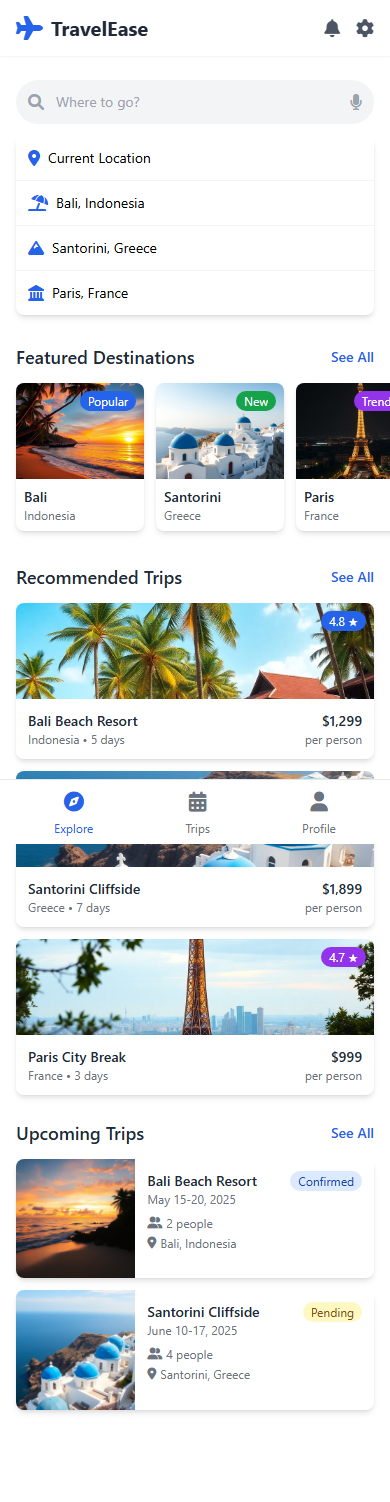 TravelEase
Where to go?
Current Location
Bali, Indonesia
Santorini, Greece
Paris, France
Featured Destinations See All
Popular New Trend
Bali Santorini Paris
Indonesia Greece France
Recommended Trips See All
4.8 ★
Bali Beach Resort $1,299
Indonesia • 5 days per person
Explore Trips Profile
Santorini Cliffside $1,899
Greece • 7 days per person
4.7 ★
Paris City Break $999
France • 3 days per person
Upcoming Trips See All
Bali Beach Resort Confirmed
May 15-20, 2025
2 people
Bali, Indonesia
Santorini Cliffside Pending
June 10-17, 2025
4 people
Santorini, Greece